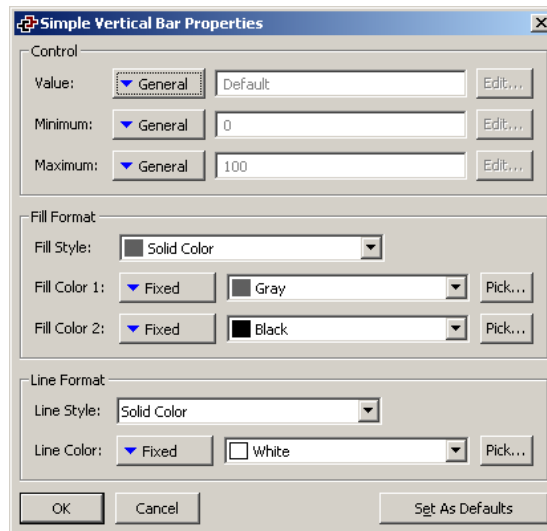 Simple Vertical Bar Properties
Control
Value: General Default Edit...
Minimum: General 0 Edit...
Maximum: General 100 Edit...
Fill Format
Fill Style: Solid Color
Fill Color 1: Fixed Gray Pick...
Fill Color 2: Fixed Black Pick...
Line Format
Line Style: Solid Color
Line Color: Fixed White Pick...
OK Cancel Set As Defaults